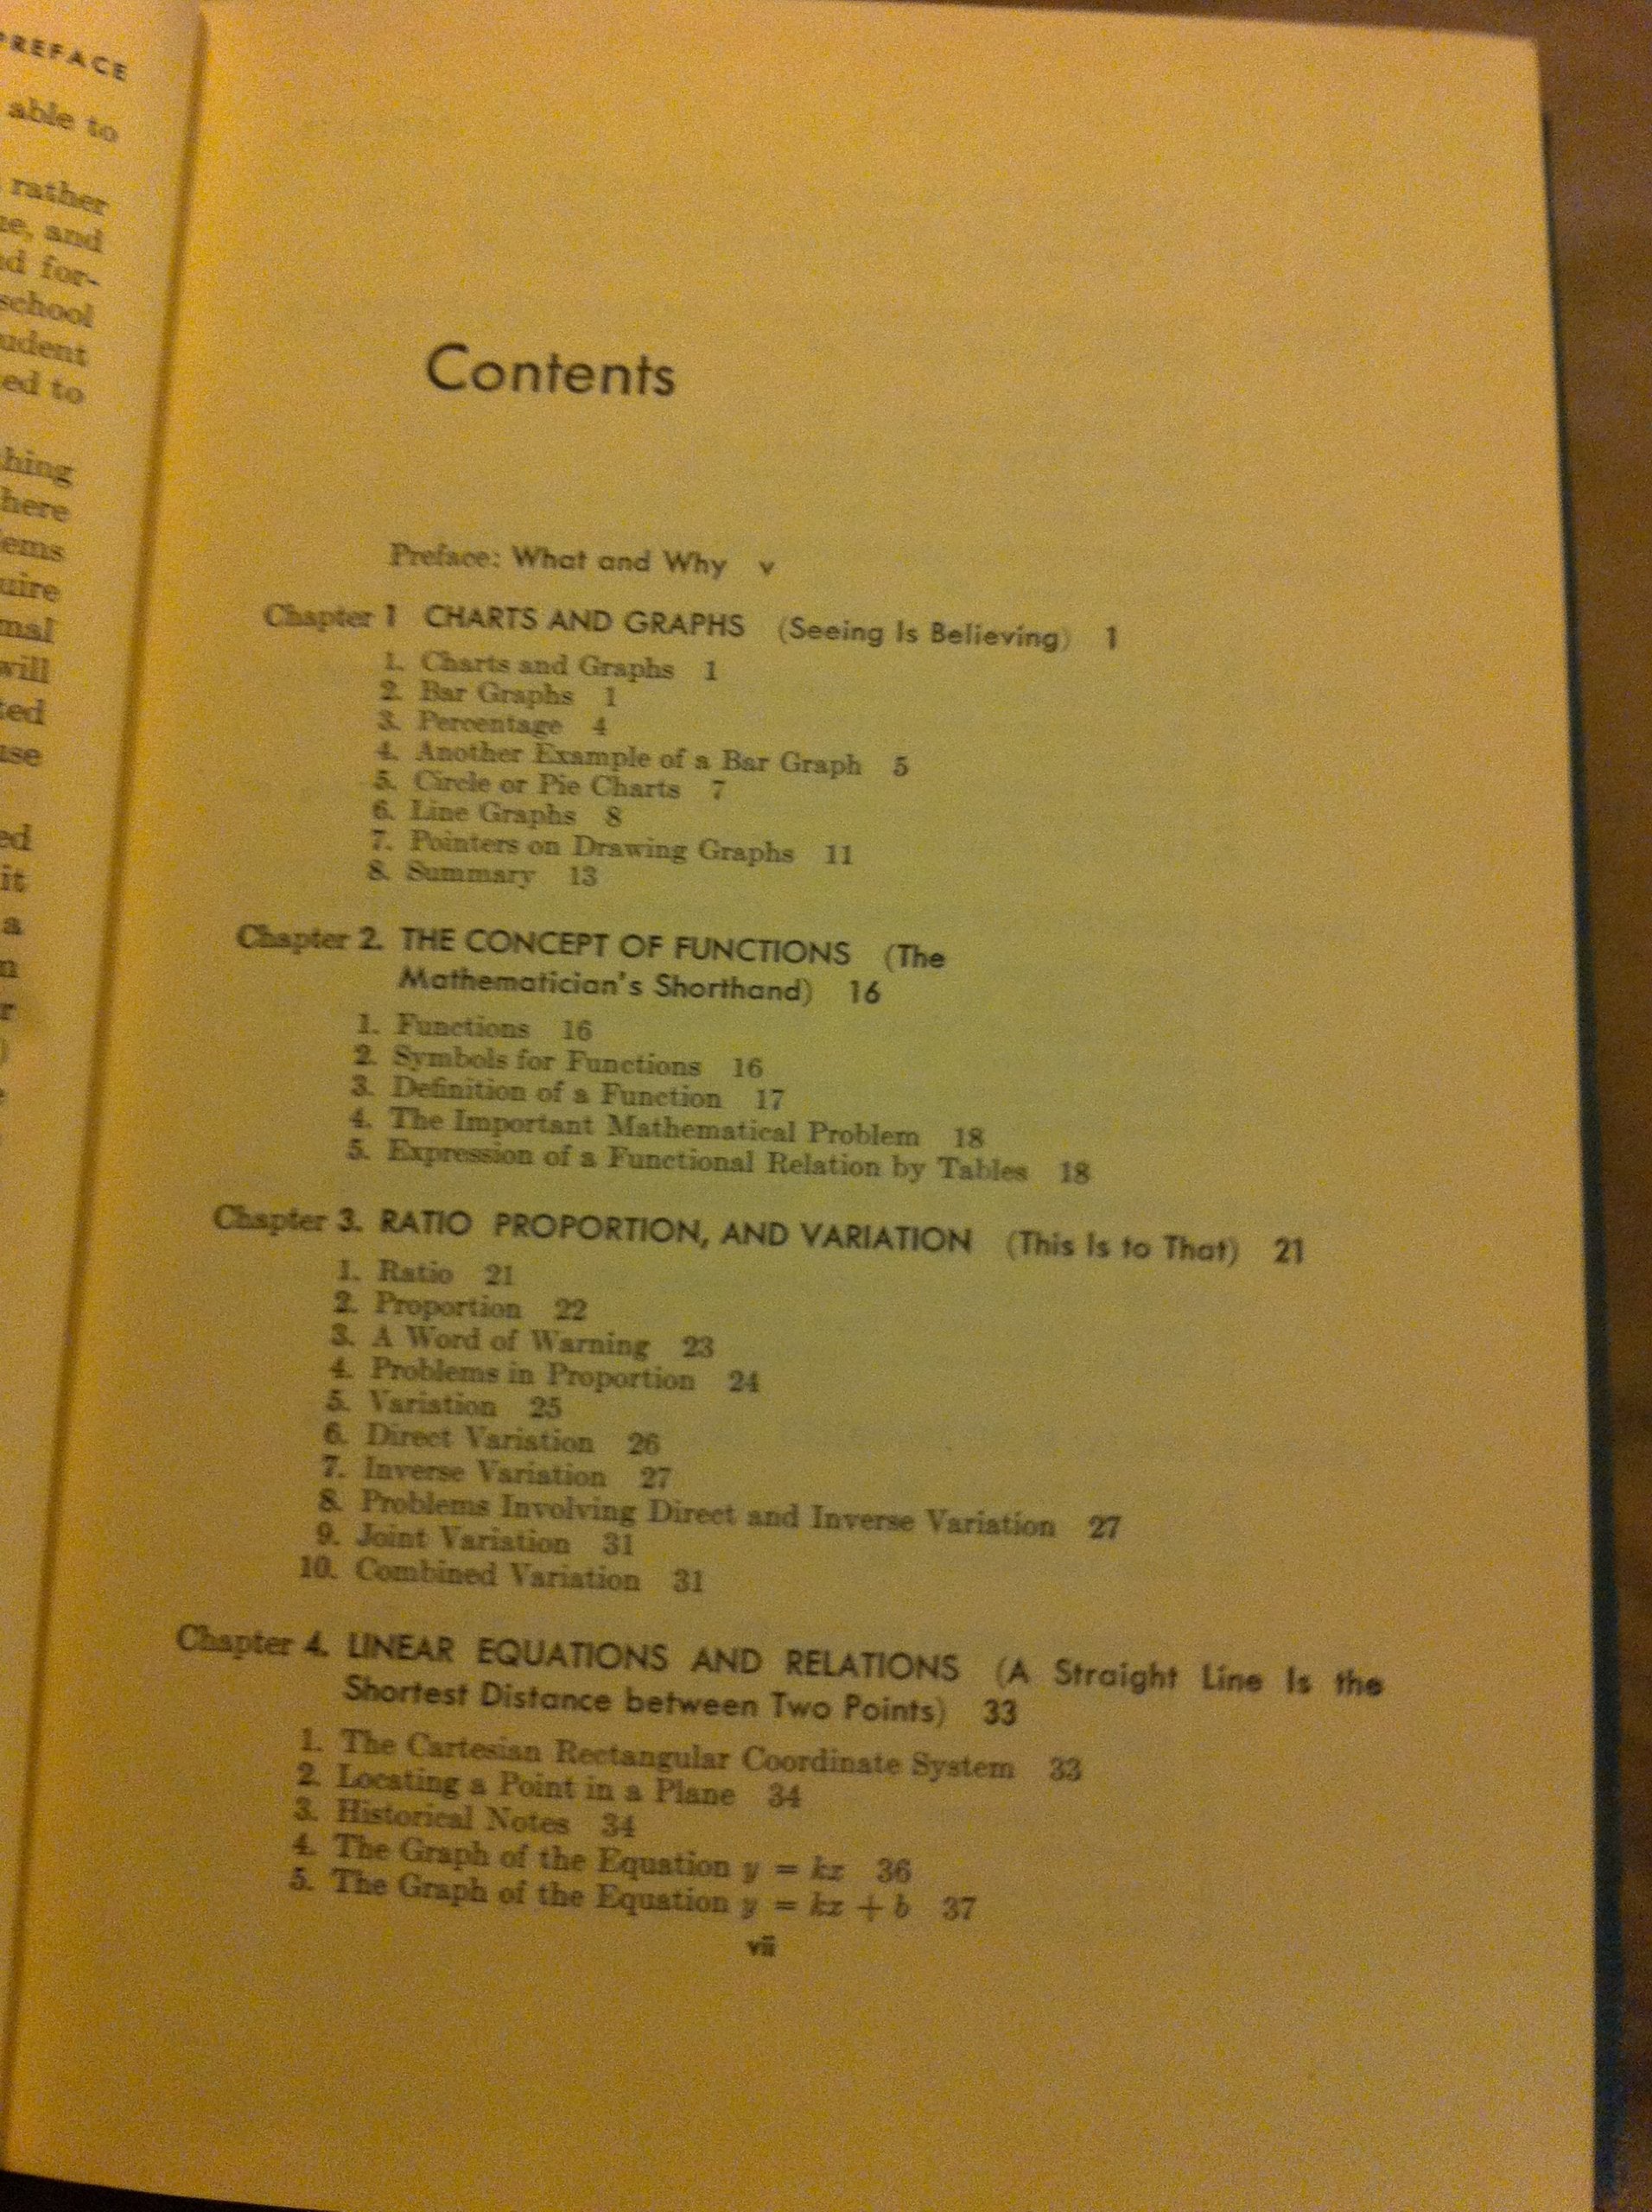 PREFACE
able to
rather
and
for-
school
ed to
here
will
Contents
Preface: What and Why v
Chapter 1 CHARTS AND GRAPHS (Seeing Is Believing) 1
1. Charts and Graphs 1
2. Bar Graphs 1
3. Percentage 4
4. Another Example of a Bar Graph 5
5. Circle or Pie Charts 7
6. Line Graphs 8
7. Pointers on Drawing Graphs 11
8. Summary 13
Chapter 2. THE CONCEPT OF FUNCTIONS (The
Mathematician's Shorthand) 16
1. Functions 16
2. Symbols for Functions 16
3. Definition of a Function 17
4. The Important Mathematical Problem 18
5. Expression of a Functional Relation by Tables 18
Chapter 3. RATIO PROPORTION, AND VARIATION (This Is to That) 21
1. Ratio 21
2. Proportion 22
3. A Word of Warning 23
4. Problems in Proportion 24
5. Variation 25
6. Direct Variation 26
7. Inverse Variation 27
8. Problems Involving Direct and Inverse Variation 27
9. Joint Variation 31
10. Combined Variation 31
Chapter 4. LINEAR EQUATIONS AND RELATIONS (A Straight Line Is the
Shortest Distance between Two Points) 33
1. The Cartesian Rectangular Coordinate System 33
2. Locating a Point in a Plane 34
3. Historical Notes 34
4. The Graph of the Equation y = kx 36
5. The Graph of the Equation y = kx + b 37
vii